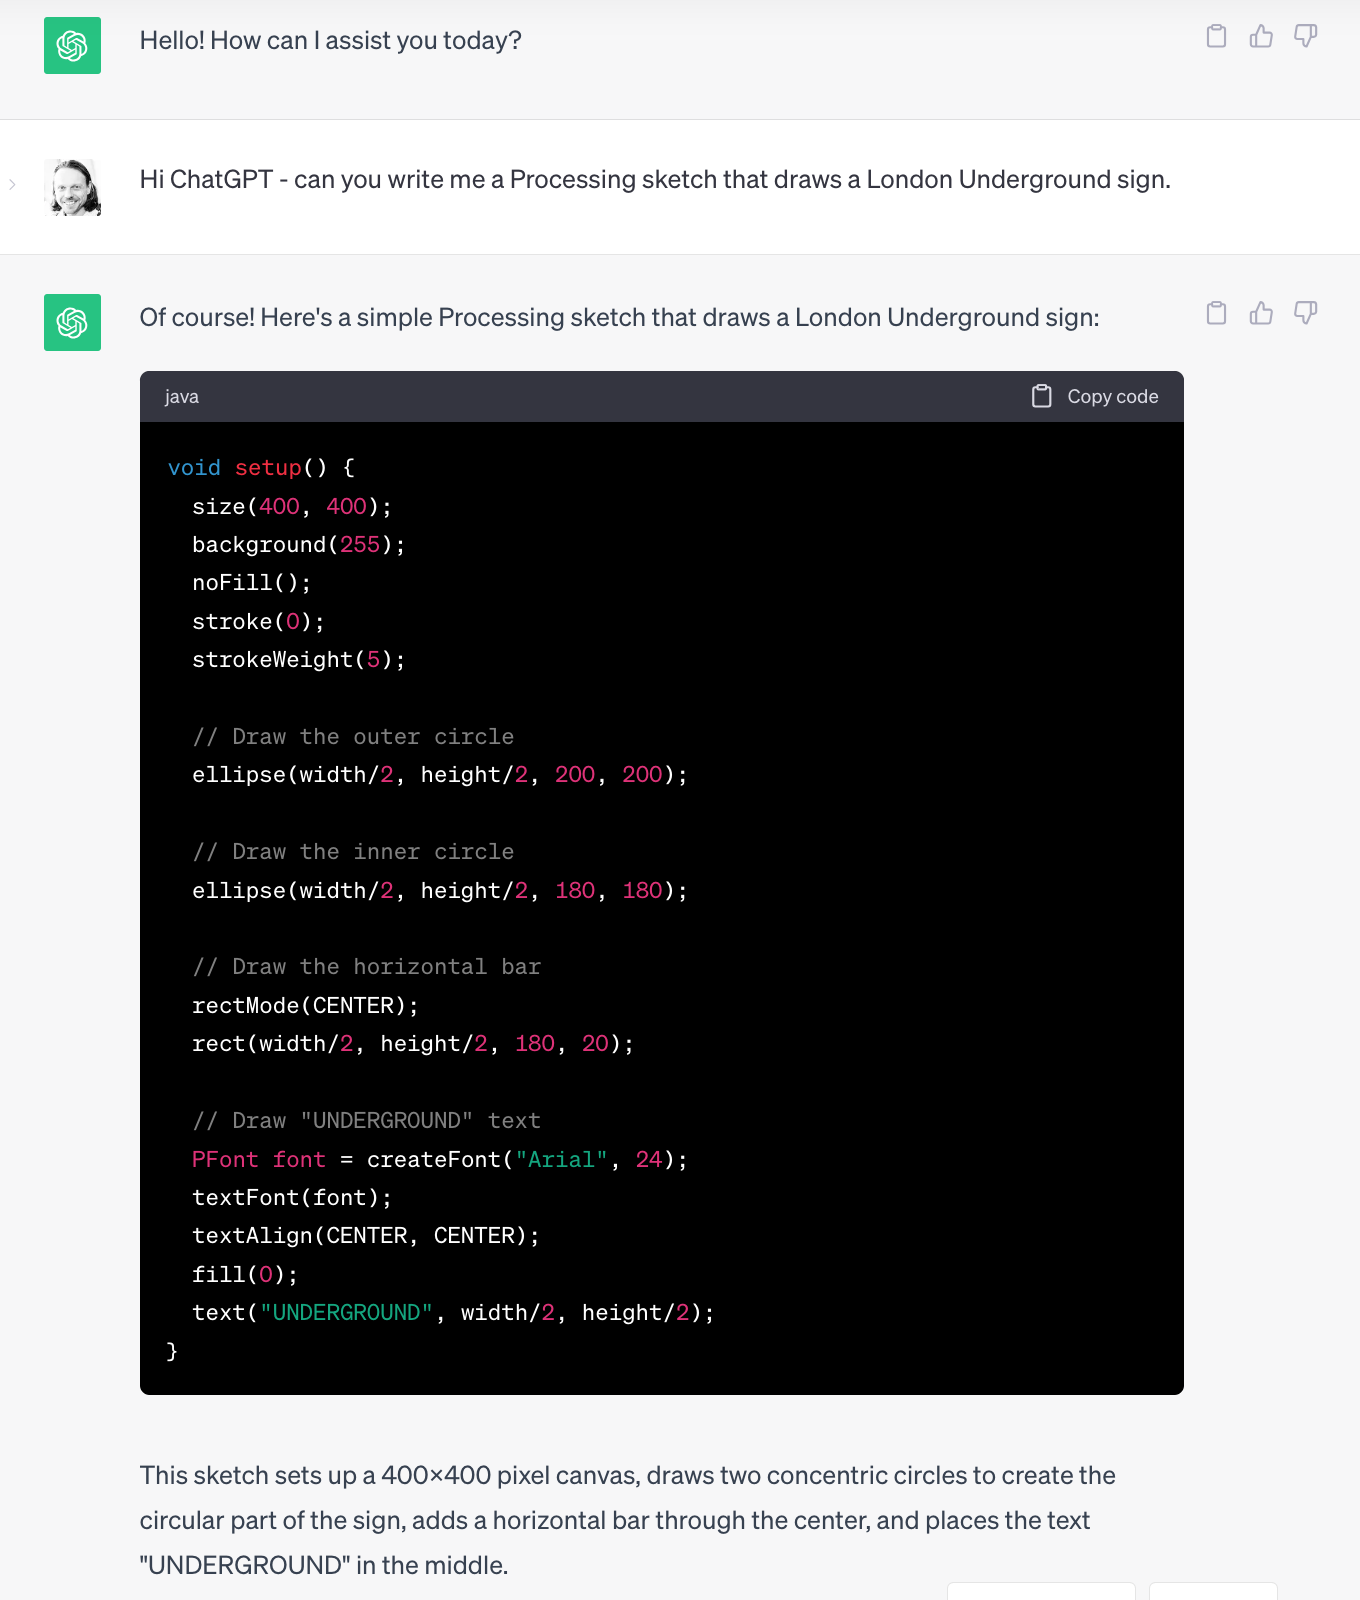 Hello! How can I assist you today?
Hi ChatGPT - can you write me a Processing sketch that draws a London Underground sign.
Of course! Here's a simple Processing sketch that draws a London Underground sign:
java
Copy code
void setup() {
  size(400, 400);
  background(255);
  noFill();
  stroke(0);
  strokeWeight(5);
  // Draw the outer circle
  ellipse(width/2, height/2, 200, 200);
  // Draw the inner circle
  ellipse(width/2, height/2, 180, 180);
  // Draw the horizontal bar
  rectMode(CENTER);
  rect(width/2, height/2, 180, 20);
  // Draw "UNDERGROUND" text
  PFont font = createFont("Arial", 24);
  textFont(font);
  textAlign(CENTER, CENTER);
  fill(0);
  text("UNDERGROUND", width/2, height/2);
}
This sketch sets up a 400×400 pixel canvas, draws two concentric circles to create the
circular part of the sign, adds a horizontal bar through the center, and places the text
"UNDERGROUND" in the middle.